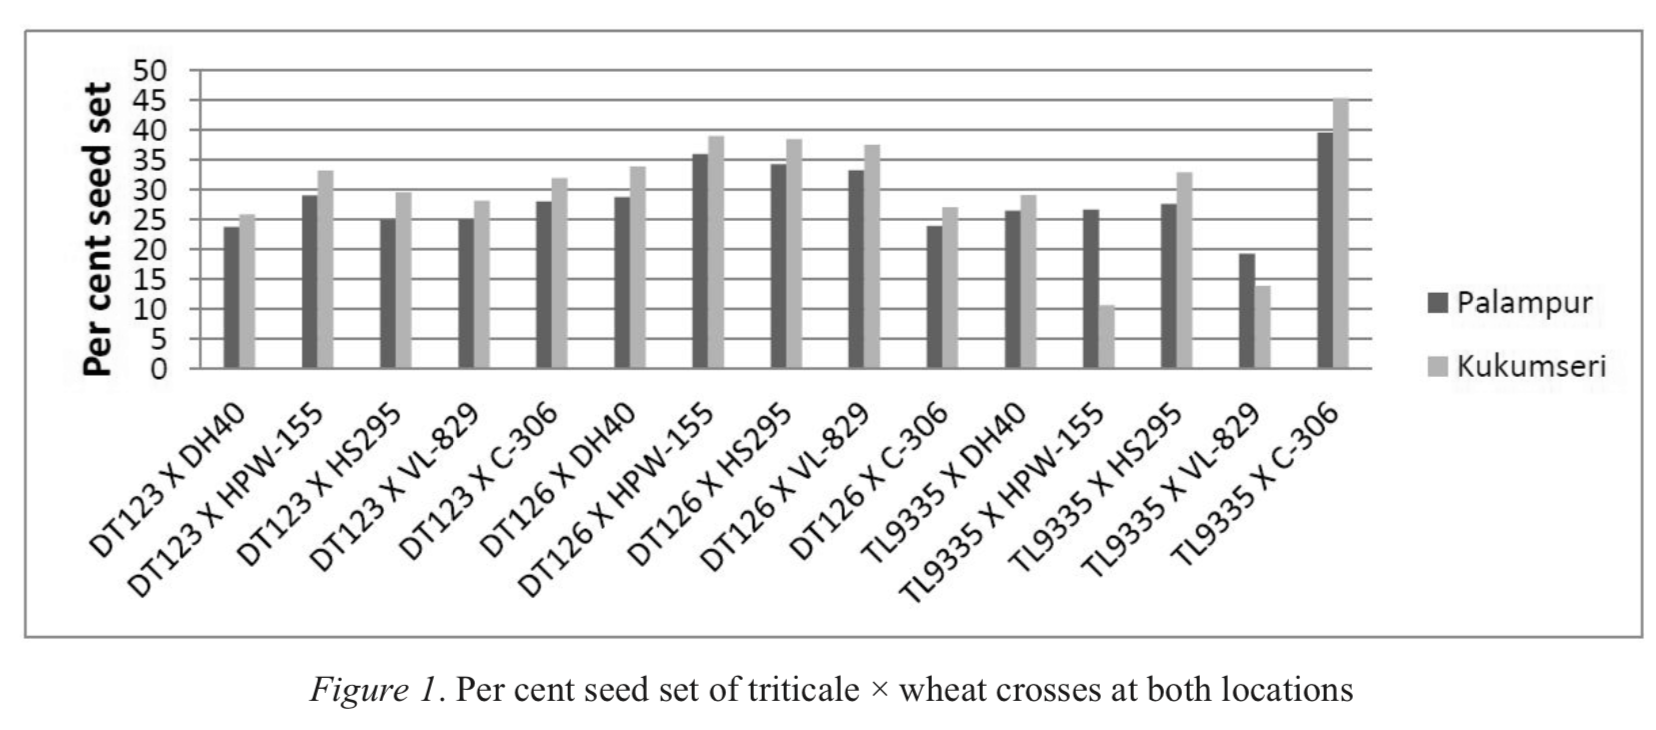 Per cent seed set
50
45
40
35
30
25
20
15
10
5
0
DT123 X DH40
DT123 X HPW-155
DT123 X HS295
DT123 X VL-829
DT123 X C-306
DT126 X DH40
DT126 X HPW-155
DT126 X HS295
DT126 X VL-829
DT126 X C-306
TL9335 X DH40
TL9335 X HPW-155
TL9335 X HS295
TL9335 X VL-829
TL9335 X C-306
Palampur
Kukumseri
Figure 1. Per cent seed set of triticale × wheat crosses at both locations